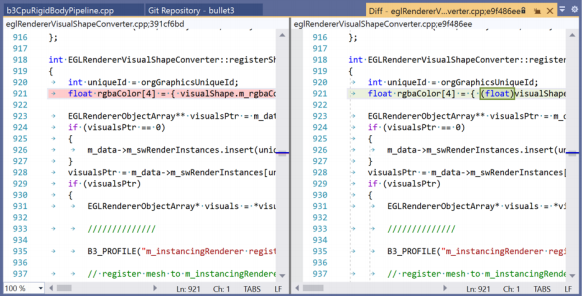 b3CpuRigidBodyPipeline.cpp Git Repository - bullet3 Diff - eglRendererV...verter.cpp;e9f486ee
eglRendererVisualShapeConverter.cpp;391cf6bd eglRendererVisualShapeConverter.cpp;e9f486ee
916 };
917
918 int·EGLRendererVisualShapeConverter::registerSh
919 {
920 int·uniqueId·=·orgGraphicsUniqueId;
921 float·rgbaColor[4]·=·{·visualShape.m_rgbaCo
922
923 EGLRendererObjectArray**·visualsPtr·=·m_dat
924 if·(visualsPtr·==·0)
925 {
926 m_data->m_swRenderInstances.insert(uniq
927 }
928 visualsPtr·=·m_data->m_swRenderInstances[un
929 if·(visualsPtr)
930 {
931 EGLRendererObjectArray*·visuals·=·*visu
932
933 //////////////
934
935 B3_PROFILE("m_instancingRenderer·regist
936
937 //·register·mesh·to·m_instancingRendere
100 % Ln: 921 Ch: 1 TABS LF
916 };
917
918 int·EGLRendererVisualShapeConverter::register
919 {
920 int·uniqueId·=·orgGraphicsUniqueId;
921 float·rgbaColor[4]·=·{·(float)visualShape
922
923 EGLRendererObjectArray**·visualsPtr·=·m_d
924 if·(visualsPtr·==·0)
925 {
926 m_data->m_swRenderInstances.insert(un
927 }
928 visualsPtr·=·m_data->m_swRenderInstances[
929 if·(visualsPtr)
930 {
931 EGLRendererObjectArray*·visuals·=·*vi
932
933 //////////////
934
935 B3_PROFILE("m_instancingRenderer·regi
936
937 //·register·mesh·to·m_instancingRende
Ln: 921 Ch: 1 TABS LF